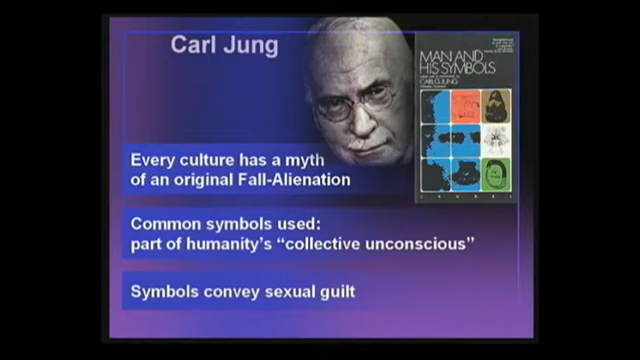 Carl Jung
MAN AND
HIS SYMBOLS
CARL G. JUNG
Every culture has a myth
of an original Fall-Alienation
Common symbols used:
part of humanity's “collective unconscious”
Symbols convey sexual guilt
LAUREL